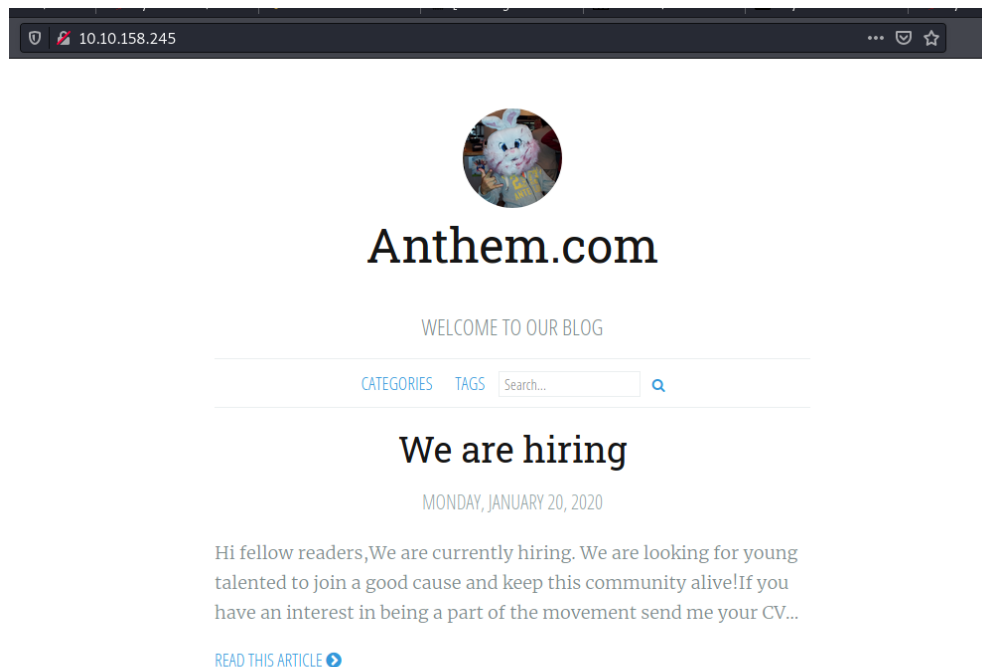 10.10.158.245
Anthem.com
WELCOME TO OUR BLOG
CATEGORIES TAGS Search...
We are hiring
MONDAY, JANUARY 20, 2020
Hi fellow readers,We are currently hiring. We are looking for young
talented to join a good cause and keep this community alive!If you
have an interest in being a part of the movement send me your CV...
READ THIS ARTICLE